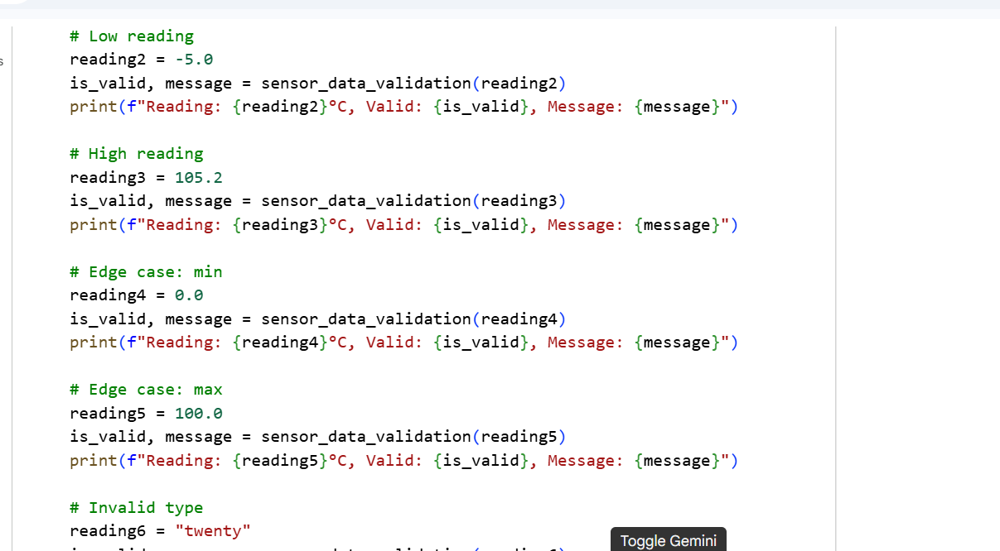 # Low reading
reading2 = -5.0
is_valid, message = sensor_data_validation(reading2)
print(f"Reading: {reading2}°C, Valid: {is_valid}, Message: {message}")
# High reading
reading3 = 105.2
is_valid, message = sensor_data_validation(reading3)
print(f"Reading: {reading3}°C, Valid: {is_valid}, Message: {message}")
# Edge case: min
reading4 = 0.0
is_valid, message = sensor_data_validation(reading4)
print(f"Reading: {reading4}°C, Valid: {is_valid}, Message: {message}")
# Edge case: max
reading5 = 100.0
is_valid, message = sensor_data_validation(reading5)
print(f"Reading: {reading5}°C, Valid: {is_valid}, Message: {message}")
# Invalid type
reading6 = "twenty"
Toggle Gemini